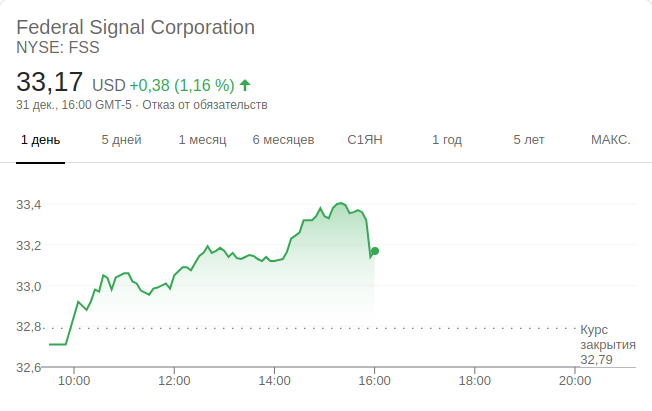 Federal Signal Corporation
NYSE: FSS
33,17 USD +0,38 (1,16 %)
31 дек., 16:00 GMT-5 · Отказ от обязательств
1 день 5 дней 1 месяц 6 месяцев С1ЯН 1 год 5 лет МАКС.
33,4
33,2
33,0
32,8
Курс
закрытия
32,79
32,6
10:00 12:00 14:00 16:00 18:00 20:00